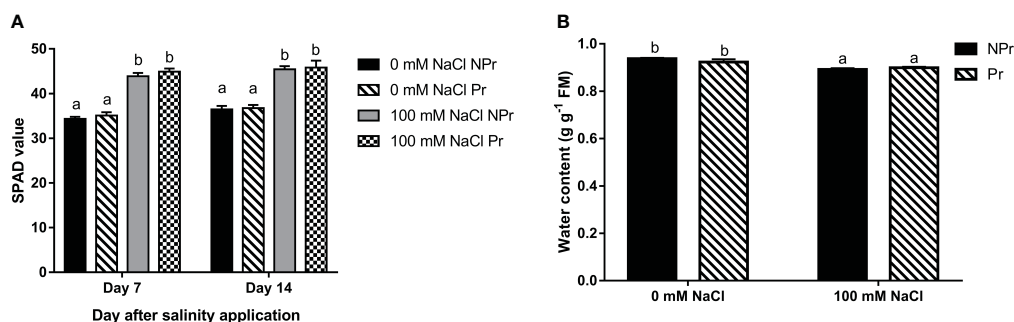 A
SPAD value
50
40
30
20
10
0
a a b b
a a b b
Day 7 Day 14
Day after salinity application
0 mM NaCl NPr
0 mM NaCl Pr
100 mM NaCl NPr
100 mM NaCl Pr
B
Water content (g g⁻¹ FM)
1.0
0.8
0.6
0.4
0.2
0.0
b b
a a
0 mM NaCl 100 mM NaCl
NPr
Pr